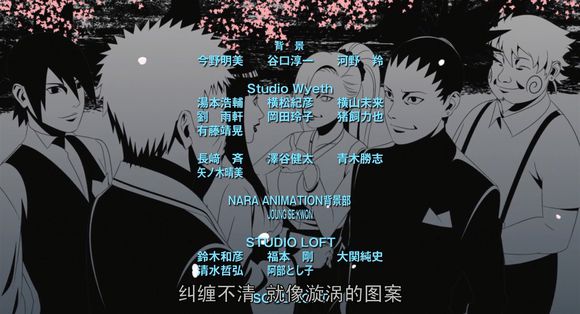 背 景
今野明美 谷口淳一 河野 羚
Studio Wyeth
湯本浩輔 横松紀彦 横山未来
劉 雨軒 岡田玲子 猪飼力也
有藤靖晃
長﨑 斉 澤谷健太 青木勝志
矢ノ木晴美
NARA ANIMATION背景部
JOUNG SE KWON
STUDIO LOFT
鈴木和彦 福本 剛 大関純史
清水哲弘 阿部とし子
纠缠不清 就像漩涡的图案